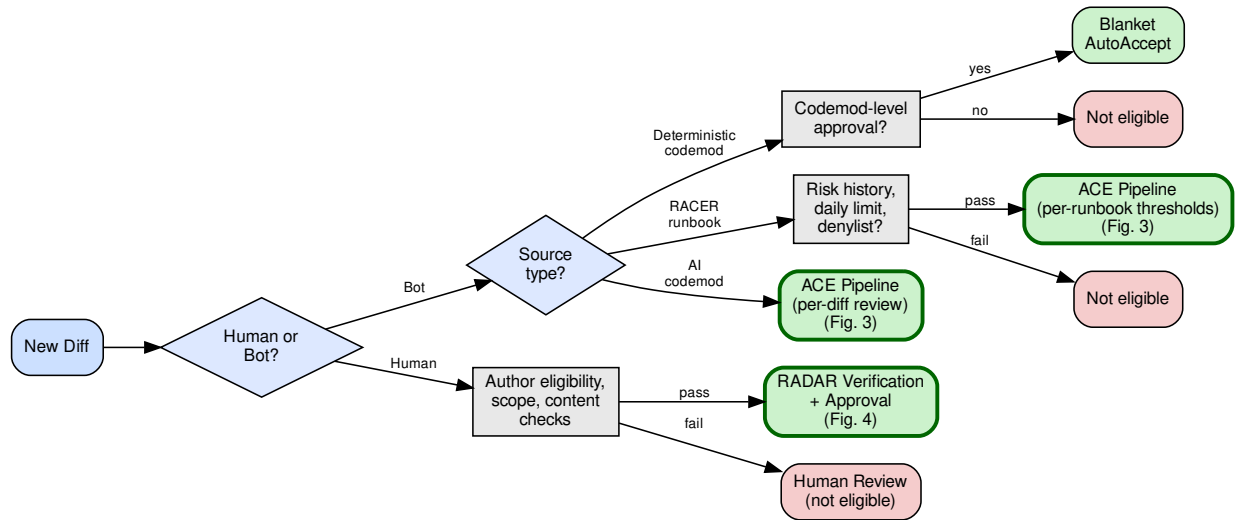 New Diff
Human or
Bot?
Bot
Human
Source
type?
Deterministic
codemod
RACER
runbook
AI
codemod
Codemod-level
approval?
yes
no
Blanket
AutoAccept
Not eligible
Risk history,
daily limit,
denylist?
pass
fail
ACE Pipeline
(per-runbook thresholds)
(Fig. 3)
Not eligible
ACE Pipeline
(per-diff review)
(Fig. 3)
Author eligibility,
scope, content
checks
pass
fail
RADAR Verification
+ Approval
(Fig. 4)
Human Review
(not eligible)